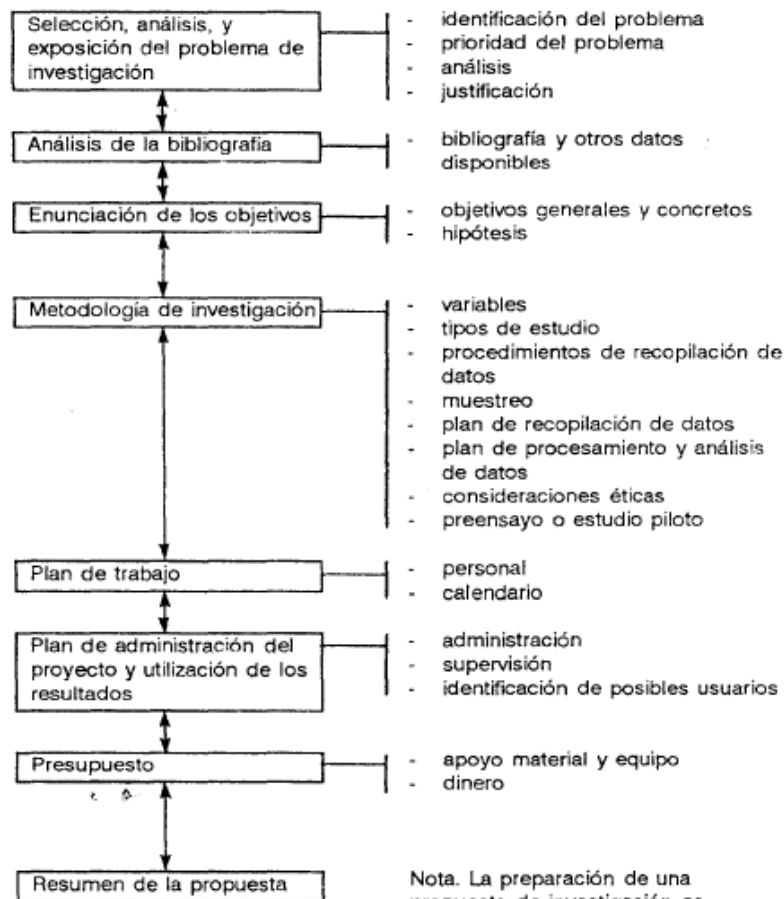 Selección, análisis, y
exposición del problema de
investigación
- identificación del problema
- prioridad del problema
- análisis
- justificación
Análisis de la bibliografía
- bibliografía y otros datos
disponibles
Enunciación de los objetivos
- objetivos generales y concretos
- hipótesis
Metodología de investigación
- variables
- tipos de estudio
- procedimientos de recopilación de
datos
- muestreo
- plan de recopilación de datos
- plan de procesamiento y análisis
de datos
- consideraciones éticas
- preensayo o estudio piloto
Plan de trabajo
- personal
- calendario
Plan de administración del
proyecto y utilización de los
resultados
- administración
- supervisión
- identificación de posibles usuarios
Presupuesto
- apoyo material y equipo
- dinero
Resumen de la propuesta
Nota. La preparación de una